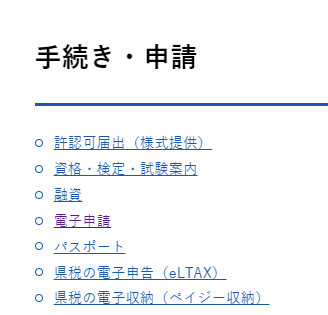 手続き・申請
許認可届出（様式提供）
資格・検定・試験案内
融資
電子申請
パスポート
県税の電子申告（eLTAX）
県税の電子収納（ペイジー収納）